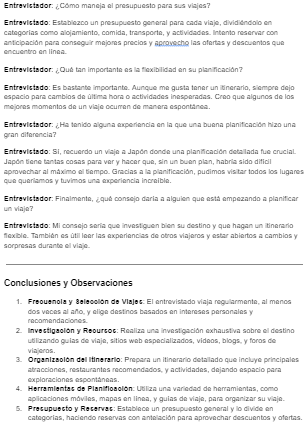 Entrevistador: ¿Cómo maneja el presupuesto para sus viajes?
Entrevistado: Establezco un presupuesto general para cada viaje, dividiéndolo en
categorías como alojamiento, comida, transporte, y actividades. Intento reservar con
anticipación para conseguir mejores precios y aprovecho las ofertas y descuentos que
encuentro en línea.
Entrevistador: ¿Qué tan importante es la flexibilidad en su planificación?
Entrevistado: Es bastante importante. Aunque me gusta tener un itinerario, siempre dejo
espacio para cambios de última hora o actividades inesperadas. Creo que algunos de los
mejores momentos de un viaje ocurren de manera espontánea.
Entrevistador: ¿Ha tenido alguna experiencia en la que una buena planificación hizo una
gran diferencia?
Entrevistado: Sí, recuerdo un viaje a Japón donde una planificación detallada fue crucial.
Japón tiene tantas cosas para ver y hacer que, sin un buen plan, habría sido difícil
aprovechar al máximo el tiempo. Gracias a la planificación, pudimos visitar todos los lugares
que queríamos y tuvimos una experiencia increíble.
Entrevistador: Finalmente, ¿qué consejo daría a alguien que está empezando a planificar
un viaje?
Entrevistado: Mi consejo sería que investiguen bien su destino y que hagan un itinerario
flexible. También es útil leer las experiencias de otros viajeros y estar abiertos a cambios y
sorpresas durante el viaje.
Conclusiones y Observaciones
1. Frecuencia y Selección de Viajes: El entrevistado viaja regularmente, al menos
dos veces al año, y elige destinos basados en intereses personales y
recomendaciones.
2. Investigación y Recursos: Realiza una investigación exhaustiva sobre el destino
utilizando guías de viaje, sitios web especializados, videos, blogs, y foros de
viajeros.
3. Organización del Itinerario: Prepara un itinerario detallado que incluye principales
atracciones, restaurantes recomendados, y actividades, dejando espacio para
exploraciones espontáneas.
4. Herramientas de Planificación: Utiliza una variedad de herramientas, como
aplicaciones móviles, mapas en línea, y guías de viaje, para organizar su viaje.
5. Presupuesto y Reservas: Establece un presupuesto general y lo divide en
categorías, haciendo reservas con antelación para aprovechar descuentos y ofertas.